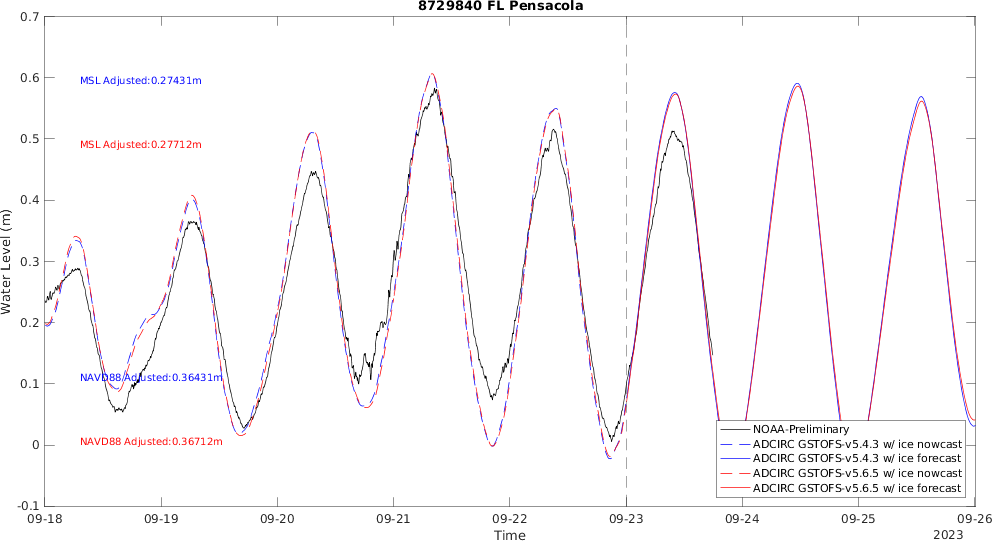 8729840 FL Pensacola
0.7
0.6
0.5
0.4
0.3
0.2
0.1
0
-0.1
Water Level (m)
MSL Adjusted:0.27431m
MSL Adjusted:0.27712m
NAVD88 Adjusted:0.36431m
NAVD88 Adjusted:0.36712m
NOAA-Preliminary
ADCIRC GSTOFS-v5.4.3 w/ ice nowcast
ADCIRC GSTOFS-v5.4.3 w/ ice forecast
ADCIRC GSTOFS-v5.6.5 w/ ice nowcast
ADCIRC GSTOFS-v5.6.5 w/ ice forecast
09-18 09-19 09-20 09-21 09-22 09-23 09-24 09-25 09-26
Time
2023